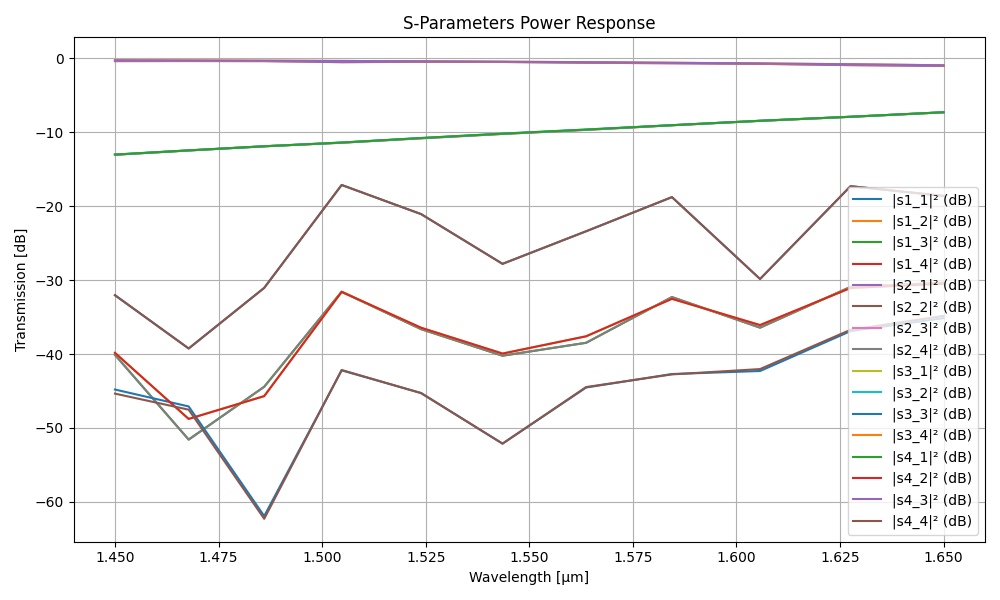 S-Parameters Power Response
Transmission [dB]
0
−10
−20
−30
−40
−50
−60
|s1_1|² (dB)
|s1_2|² (dB)
|s1_3|² (dB)
|s1_4|² (dB)
|s2_1|² (dB)
|s2_2|² (dB)
|s2_3|² (dB)
|s2_4|² (dB)
|s3_1|² (dB)
|s3_2|² (dB)
|s3_3|² (dB)
|s3_4|² (dB)
|s4_1|² (dB)
|s4_2|² (dB)
|s4_3|² (dB)
|s4_4|² (dB)
1.450 1.475 1.500 1.525 1.550 1.575 1.600 1.625 1.650
Wavelength [µm]